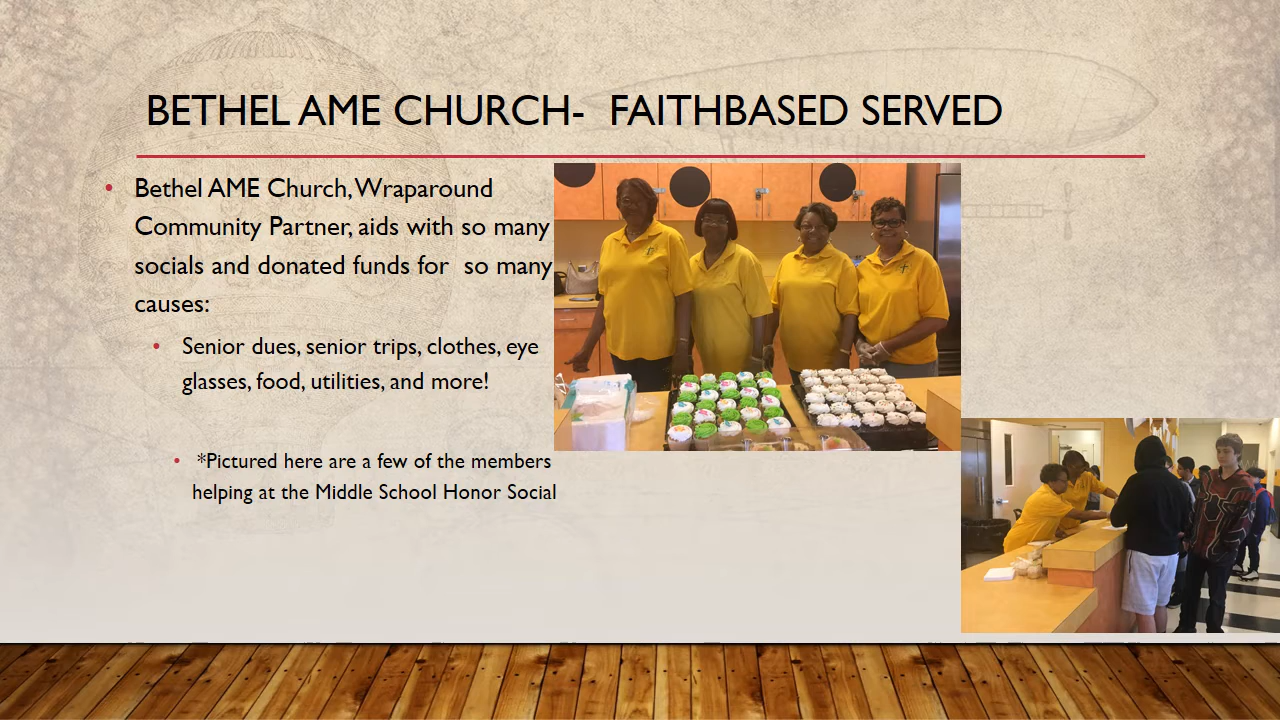 BETHEL AME CHURCH-  FAITHBASED SERVED
• Bethel AME Church, Wraparound
Community Partner, aids with so many
socials and donated funds for  so many
causes:
• Senior dues, senior trips, clothes, eye
glasses, food, utilities, and more!
• *Pictured here are a few of the members
helping at the Middle School Honor Social